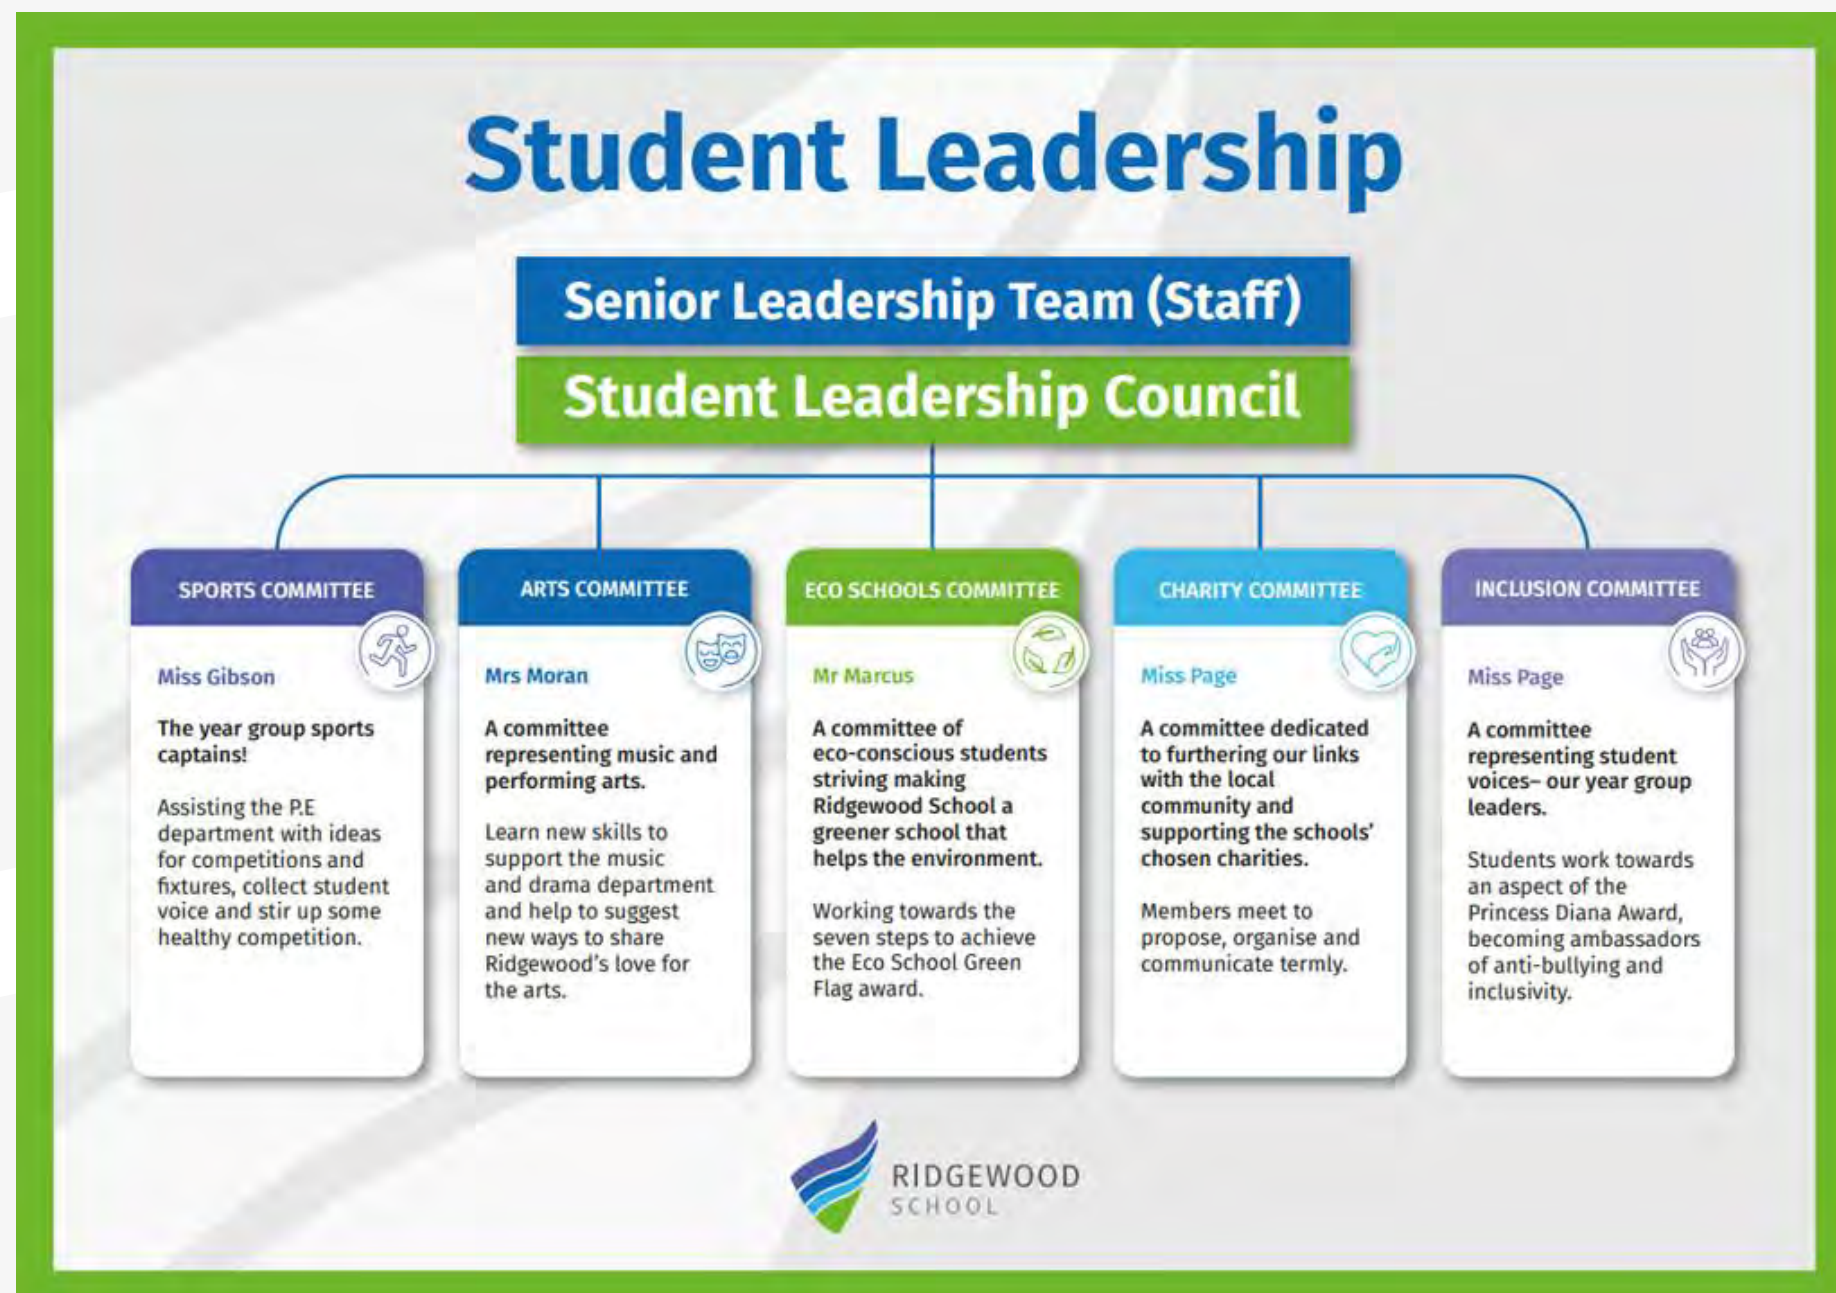 Student Leadership
Senior Leadership Team (Staff)
Student Leadership Council
SPORTS COMMITTEE
Miss Gibson
The year group sports
captains!
Assisting the P.E
department with ideas
for competitions and
fixtures, collect student
voice and stir up some
healthy competition.
ARTS COMMITTEE
Mrs Moran
A committee
representing music and
performing arts.
Learn new skills to
support the music
and drama department
and help to suggest
new ways to share
Ridgewood's love for
the arts.
ECO SCHOOLS COMMITTEE
Mr Marcus
A committee of
eco-conscious students
striving making
Ridgewood School a
greener school that
helps the environment.
Working towards the
seven steps to achieve
the Eco School Green
Flag award.
CHARITY COMMITTEE
Miss Page
A committee dedicated
to furthering our links
with the local
community and
supporting the schools'
chosen charities.
Members meet to
propose, organise and
communicate termly.
INCLUSION COMMITTEE
Miss Page
A committee
representing student
voices– our year group
leaders.
Students work towards
an aspect of the
Princess Diana Award,
becoming ambassadors
of anti-bullying and
inclusivity.
RIDGEWOOD
SCHOOL